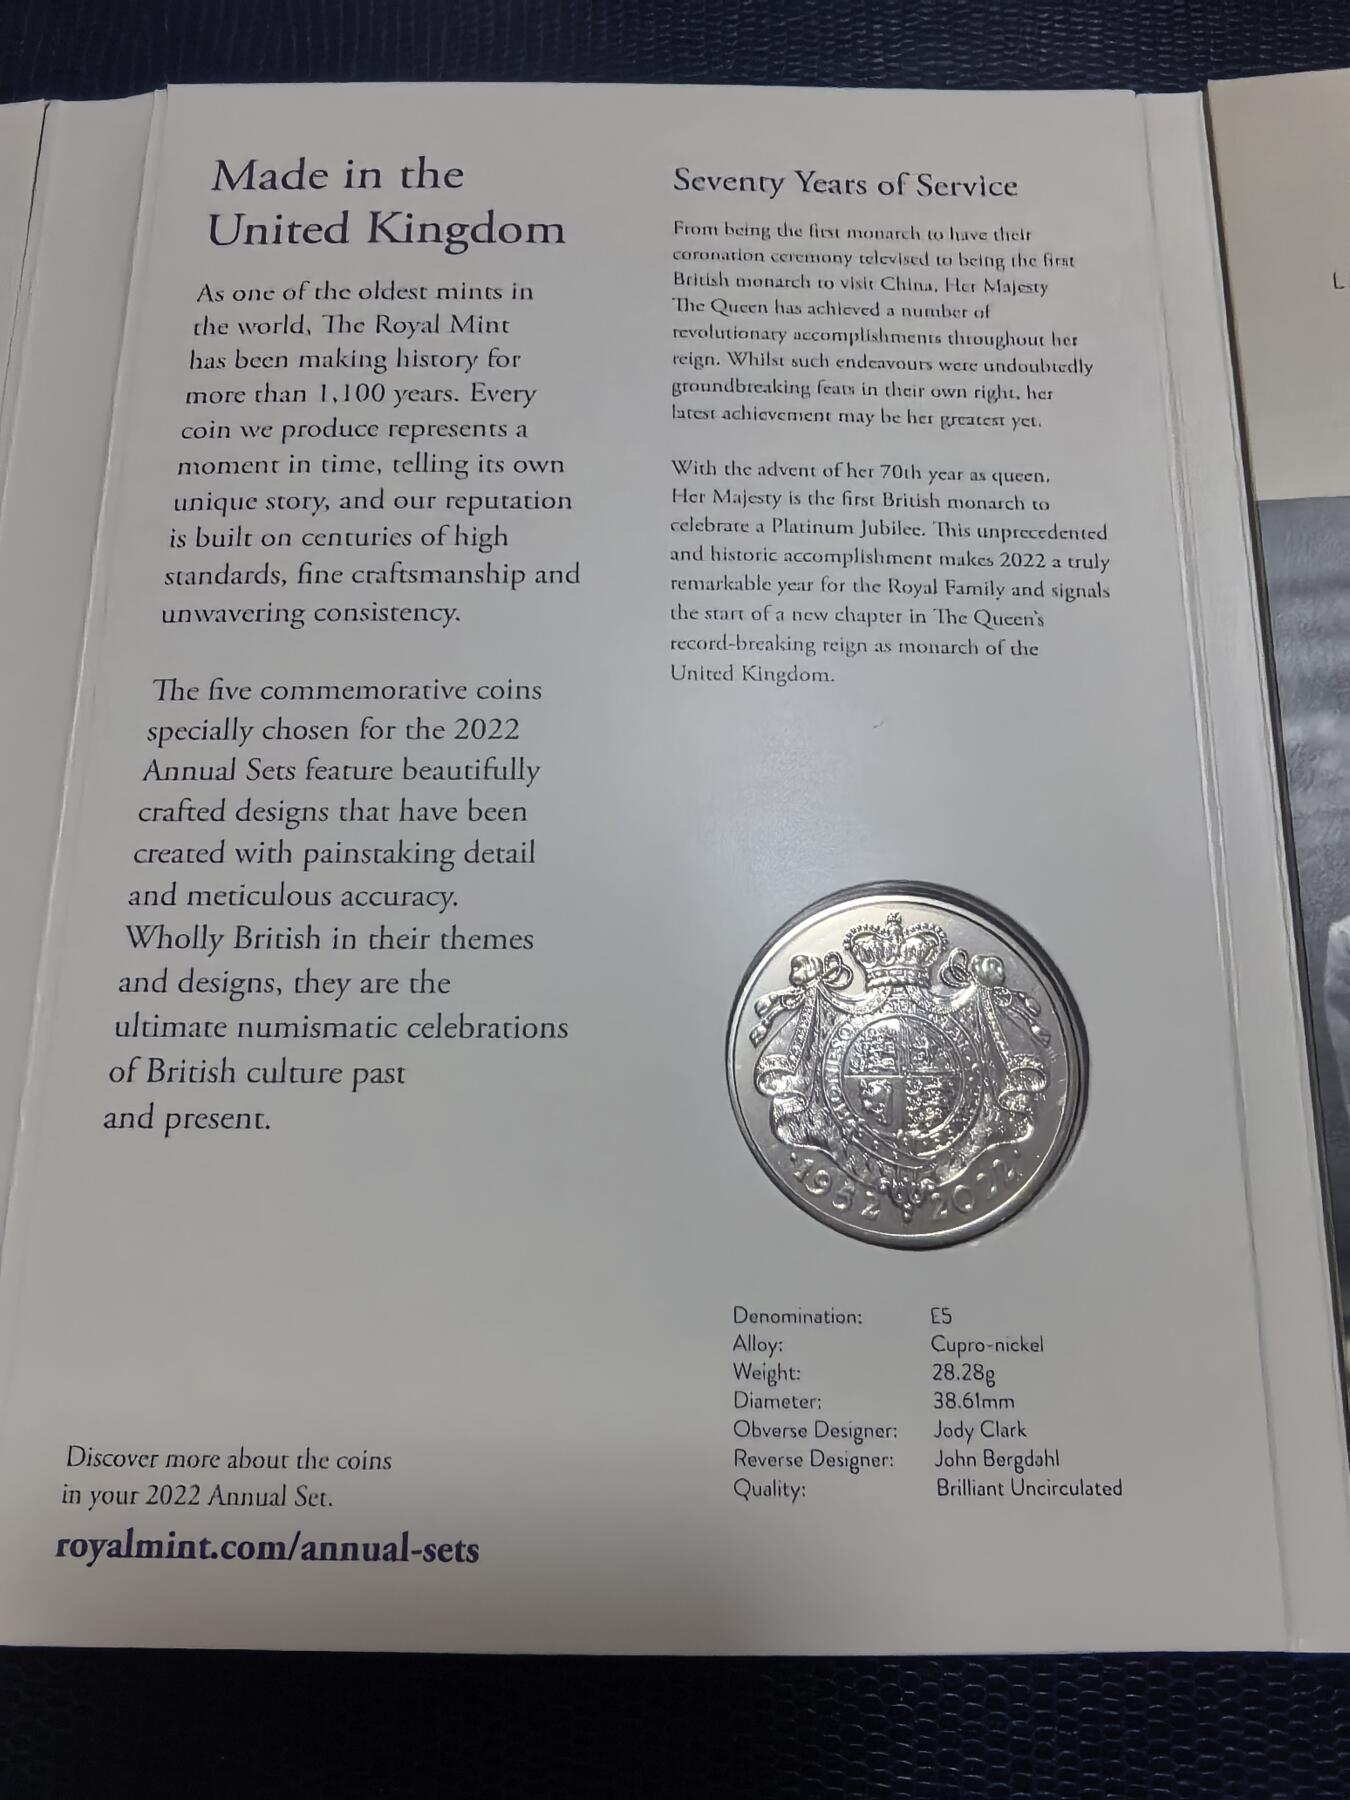 Made in the
United Kingdom
As one of the oldest mints in
the world, The Royal Mint
has been making history for
more than 1,100 years. Every
coin we produce represents a
moment in time, telling its own
unique story, and our reputation
is built on centuries of high
standards, fine craftsmanship and
unwavering consistency.
The five commemorative coins
specially chosen for the 2022
Annual Sets feature beautifully
crafted designs that have been
created with painstaking detail
and meticulous accuracy.
Wholly British in their themes
and designs, they are the
ultimate numismatic celebrations
of British culture past
and present.
Discover more about the coins
in your 2022 Annual Set.
royalmint.com/annual-sets
Seventy Years of Service
From being the first monarch to have their
coronation ceremony televised to being the first
British monarch to visit China, Her Majesty
The Queen has achieved a number of
revolutionary accomplishments throughout her
reign. Whilst such endeavours were undoubtedly
groundbreaking feats in their own right, her
latest achievement may be her greatest yet.
With the advent of her 70th year as queen,
Her Majesty is the first British monarch to
celebrate a Platinum Jubilee. This unprecedented
and historic accomplishment makes 2022 a truly
remarkable year for the Royal Family and signals
the start of a new chapter in The Queen's
record-breaking reign as monarch of the
United Kingdom.
·1952 2022·
Denomination: £5
Alloy: Cupro-nickel
Weight: 28.28g
Diameter: 38.61mm
Obverse Designer: Jody Clark
Reverse Designer: John Bergdahl
Quality: Brilliant Uncirculated